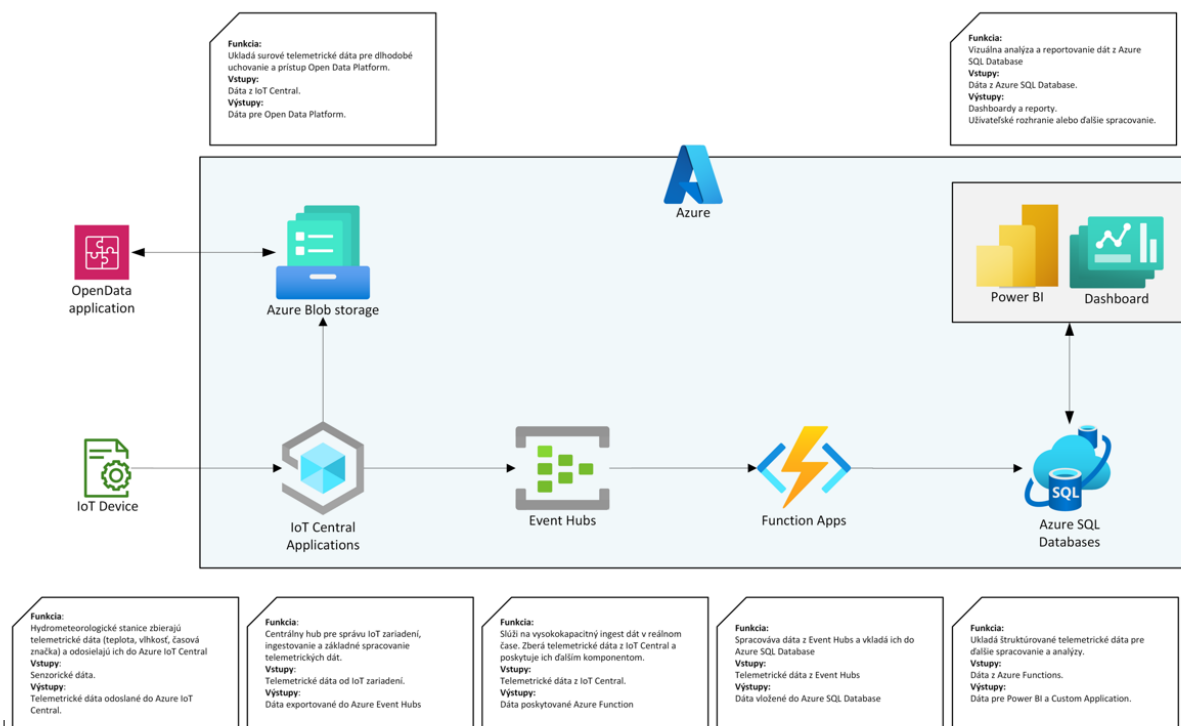 Funkcia:
Ukladá surové telemetrické dáta pre dlhodobé
uchovanie a prístup Open Data Platform.
Vstupy:
Dáta z IoT Central.
Výstupy:
Dáta pre Open Data Platform.
Funkcia:
Vizuálna analýza a reportovanie dát z Azure
SQL Database
Vstupy:
Dáta z Azure SQL Database.
Výstupy:
Dashboardy a reporty.
Užívateľské rozhranie alebo ďalšie spracovanie.
Azure
OpenData
application
Azure Blob storage
Power BI
Dashboard
IoT Device
IoT Central
Applications
Event Hubs
Function Apps
SQL
Azure SQL
Databases
Funkcia:
Hydrometeorologické stanice zbierajú
telemetrické dáta (teplota, vlhkosť, časová
značka) a odosielajú ich do Azure IoT Central
Vstupy:
Senzorické dáta.
Výstupy:
Telemetrické dáta odoslané do Azure IoT
Central.
Funkcia:
Centrálny hub pre správu IoT zariadení,
ingestovanie a základné spracovanie
telemetrických dát.
Vstupy:
Telemetrické dáta od IoT zariadení.
Výstupy:
Dáta exportované do Azure Event Hubs
Funkcia:
Slúži na vysokokapacitný ingest dát v reálnom
čase. Zberá telemetrické dáta z IoT Central a
poskytuje ich ďalším komponentom.
Vstupy:
Telemetrické dáta z IoT Central.
Výstupy:
Dáta poskytované Azure Function
Funkcia:
Spracováva dáta z Event Hubs a vkladá ich do
Azure SQL Database
Vstupy:
Telemetrické dáta z Event Hubs
Výstupy:
Dáta vložené do Azure SQL Database
Funkcia:
Ukladá štruktúrované telemetrické dáta pre
ďalšie spracovanie a analýzy.
Vstupy:
Dáta z Azure Functions.
Výstupy:
Dáta pre Power BI a Custom Application.